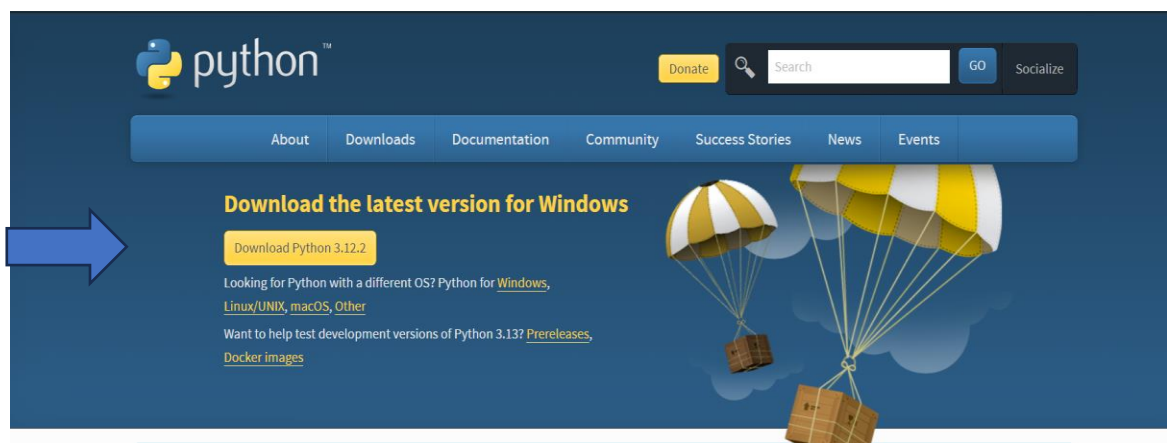 python™
Donate
Search
GO
Socialize
About Downloads Documentation Community Success Stories News Events
Download the latest version for Windows
Download Python 3.12.2
Looking for Python with a different OS? Python for Windows,
Linux/UNIX, macOS, Other
Want to help test development versions of Python 3.13? Prereleases,
Docker images